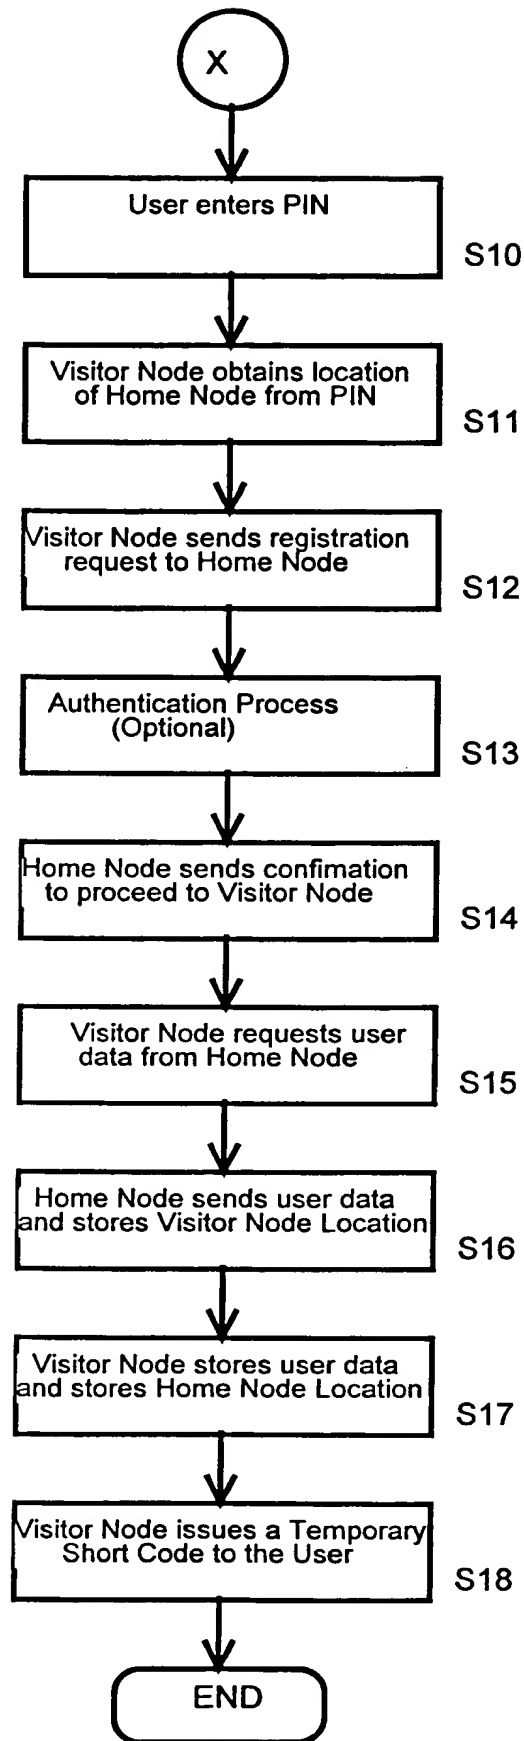 X
User enters PIN
S10
Visitor Node obtains location
of Home Node from PIN
S11
Visitor Node sends registration
request to Home Node
S12
Authentication Process
(Optional)
S13
Home Node sends confimation
to proceed to Visitor Node
S14
Visitor Node requests user
data from Home Node
S15
Home Node sends user data
and stores Visitor Node Location
S16
Visitor Node stores user data
and stores Home Node Location
S17
Visitor Node issues a Temporary
Short Code to the User
S18
END